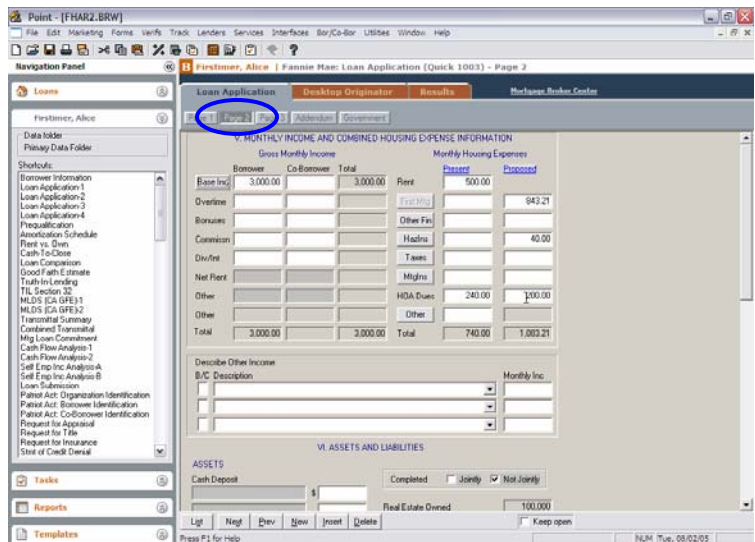 Point - [FHAR2.BRW]
File Edit Marketing Forms Verifs Track Lenders Services Interfaces Bor/Co-Bor Utilities Window Help
Navigation Panel
B Firstimer, Alice | Fannie Mae: Loan Application (Quick 1003) - Page 2
Loans
Loan Application Desktop Originator Results Mortgage Broker Center
Firstimer, Alice
Page 1 Page 2 Page 3 Addendum Government
Data folder
Primary Data Folder
Shortcuts:
Borrower Information
Loan Application-1
Loan Application-2
Loan Application-3
Loan Application-4
Prequalification
Amortization Schedule
Rent vs. Own
Cash-To-Close
Loan Comparison
Good Faith Estimate
Truth-In-Lending
TIL Section 32
MLDS (CA GFE)-1
MLDS (CA GFE)-2
Transmittal Summary
Combined Transmittal
Mtg Loan Commitment
Cash Flow Analysis-1
Cash Flow Analysis-2
Self Emp Inc Analysis-A
Self Emp Inc Analysis-B
Loan Submission
Patriot Act: Organization Identification
Patriot Act: Borrower Identification
Patriot Act: Co-Borrower Identification
Request for Appraisal
Request for Title
Request for Insurance
Stmt of Credit Denial
Tasks
Reports
Templates
V. MONTHLY INCOME AND COMBINED HOUSING EXPENSE INFORMATION
Gross Monthly Income Monthly Housing Expenses
Borrower Co-Borrower Total Present Proposed
Base Inc 3,000.00 3,000.00 Rent 500.00
Overtime First Mtg 843.21
Bonuses Other Fin
Commisn HazIns 40.00
Div/Int Taxes
Net Rent MtgIns
Other HOA Dues 240.00 200.00
Other Other
Total 3,000.00 3,000.00 Total 740.00 1,083.21
Describe Other Income
B/C Description Monthly Inc
VI. ASSETS AND LIABILITIES
ASSETS
Cash Deposit Completed Jointly Not Jointly
$
Real Estate Owned 100,000
List Next Prev New Insert Delete Keep open
Press F1 for Help NUM Tue, 08/02/05